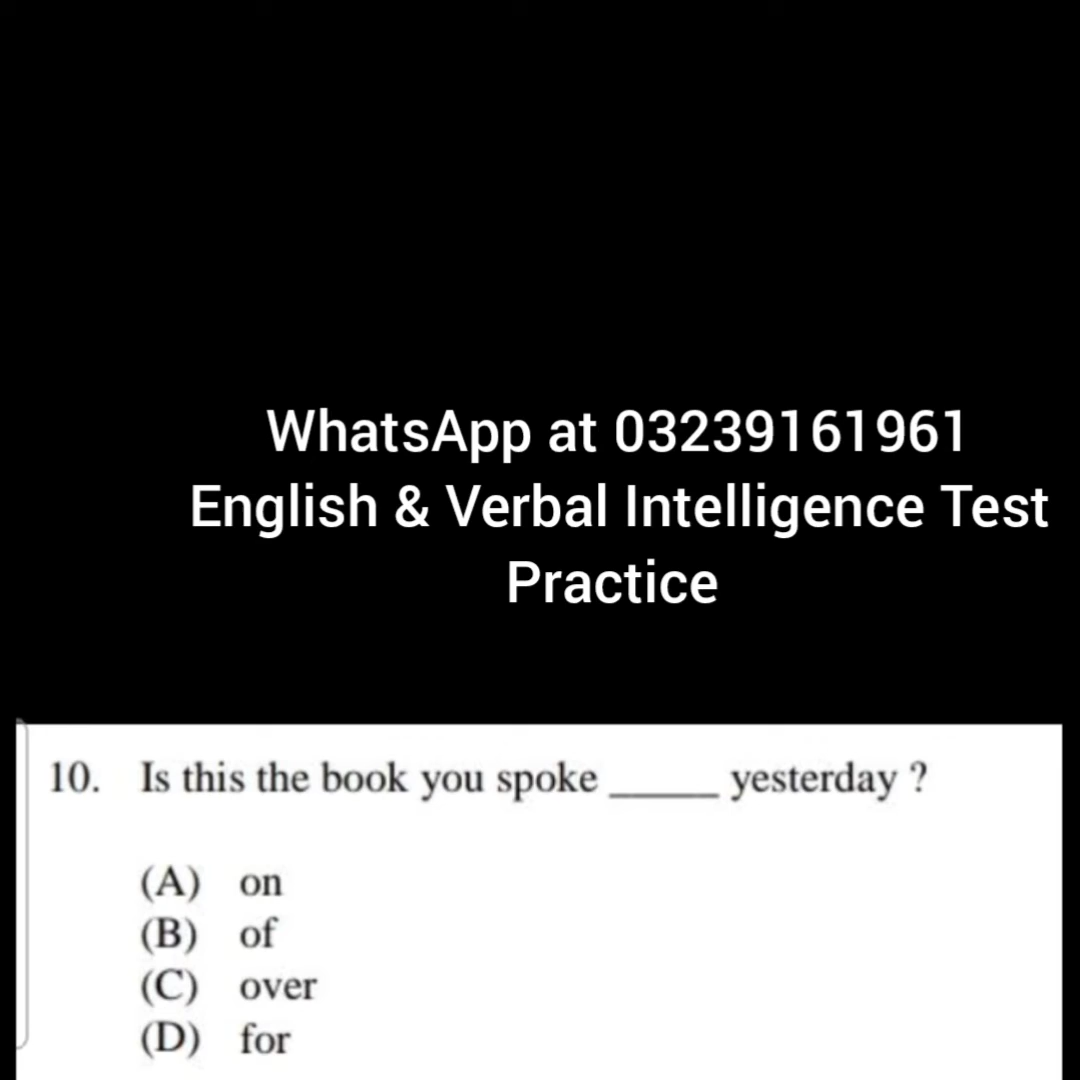 WhatsApp at 03239161961
English & Verbal Intelligence Test
Practice
10. Is this the book you spoke _____ yesterday ?
(A) on
(B) of
(C) over
(D) for